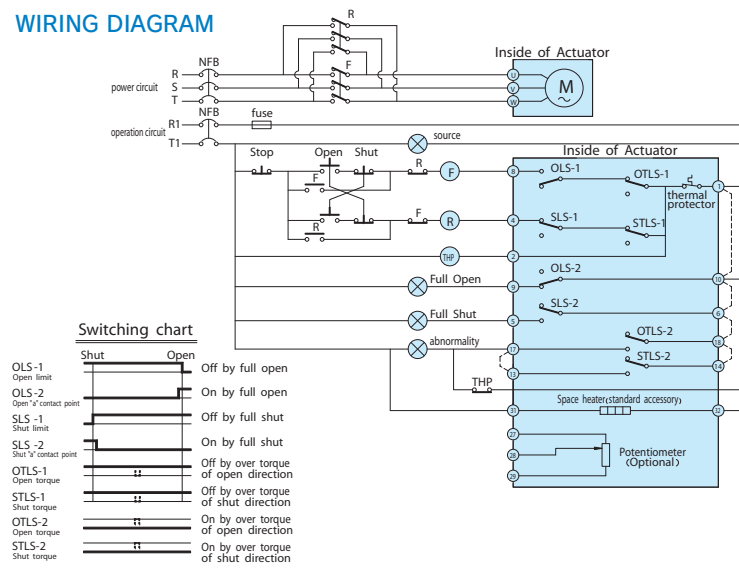 WIRING DIAGRAM
R
Inside of Actuator
NFB
F
R
S
T
power circuit
U
V
W
M
NFB
fuse
R1
operation circuit
T1
source
Stop
Open
Shut
Inside of Actuator
R
F
8
OLS-1
OTLS-1
1
thermal
protector
F
F
R
4
SLS-1
STLS-1
R
THP
2
OLS-2
Full Open
9
10
SLS-2
Full Shut
5
6
abnormality
17
OTLS-2
18
STLS-2
13
14
THP
Space heater(standard accessory)
31
32
27
28
29
Potentiometer
(Optional)
Switching chart
Shut
Open
OLS -1
Open limit
Off by full open
OLS-2
Open "a" contact point
On by full open
SLS -1
Shut limit
Off by full shut
SLS -2
Shut "a" contact point
On by full shut
OTLS-1
Open torque
Off by over torque
of open direction
STLS-1
Shut torque
Off by over torque
of shut direction
OTLS-2
Open torque
On by over torque
of open direction
STLS-2
Shut torque
On by over torque
of shut direction